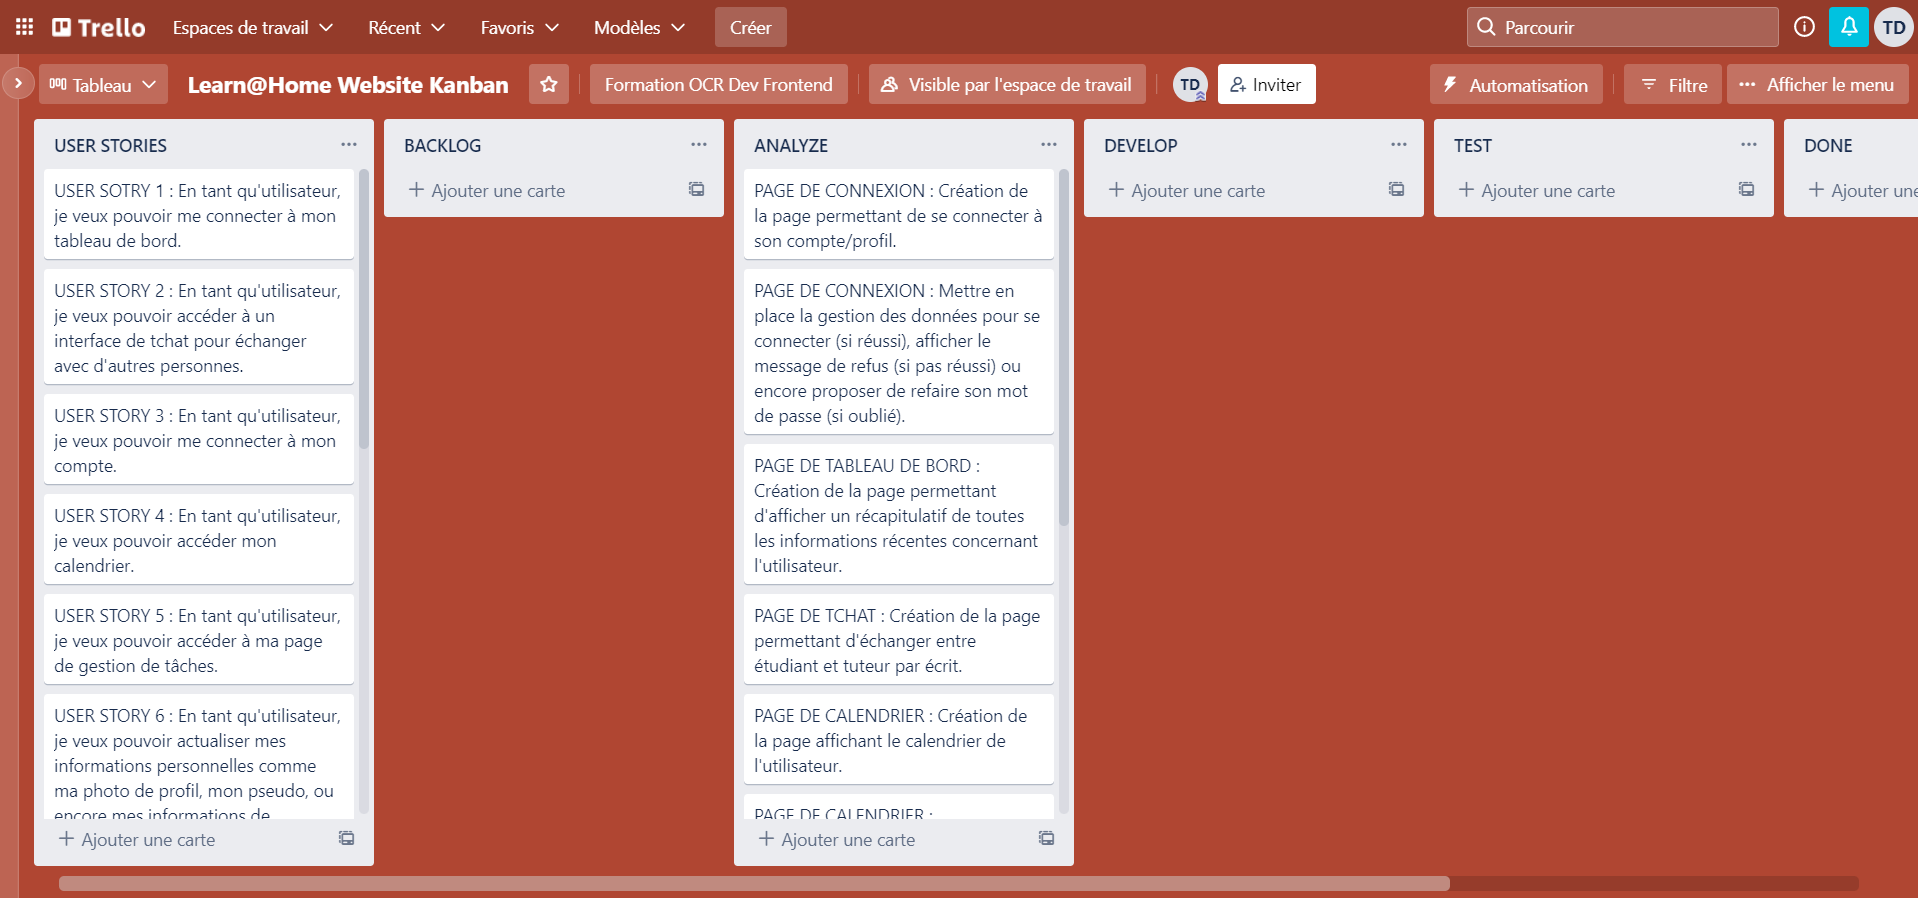 Trello
Espaces de travail
Récent
Favoris
Modèles
Créer
Parcourir
TD
Tableau
Learn@Home Website Kanban
Formation OCR Dev Frontend
Visible par l'espace de travail
TD
Inviter
Automatisation
Filtre
Afficher le menu
USER STORIES
USER SOTRY 1 : En tant qu'utilisateur,
je veux pouvoir me connecter à mon
tableau de bord.
USER STORY 2 : En tant qu'utilisateur,
je veux pouvoir accéder à un
interface de tchat pour échanger
avec d'autres personnes.
USER STORY 3 : En tant qu'utilisateur,
je veux pouvoir me connecter à mon
compte.
USER STORY 4 : En tant qu'utilisateur,
je veux pouvoir accéder mon
calendrier.
USER STORY 5 : En tant qu'utilisateur,
je veux pouvoir accéder à ma page
de gestion de tâches.
USER STORY 6 : En tant qu'utilisateur,
je veux pouvoir actualiser mes
informations personnelles comme
ma photo de profil, mon pseudo, ou
encore mes informations de
Ajouter une carte
BACKLOG
Ajouter une carte
ANALYZE
PAGE DE CONNEXION : Création de
la page permettant de se connecter à
son compte/profil.
PAGE DE CONNEXION : Mettre en
place la gestion des données pour se
connecter (si réussi), afficher le
message de refus (si pas réussi) ou
encore proposer de refaire son mot
de passe (si oublié).
PAGE DE TABLEAU DE BORD :
Création de la page permettant
d'afficher un récapitulatif de toutes
les informations récentes concernant
l'utilisateur.
PAGE DE TCHAT : Création de la page
permettant d'échanger entre
étudiant et tuteur par écrit.
PAGE DE CALENDRIER : Création de
la page affichant le calendrier de
l'utilisateur.
PAGE DE CALENDRIER :
Ajouter une carte
DEVELOP
Ajouter une carte
TEST
Ajouter une carte
DONE
Ajouter une